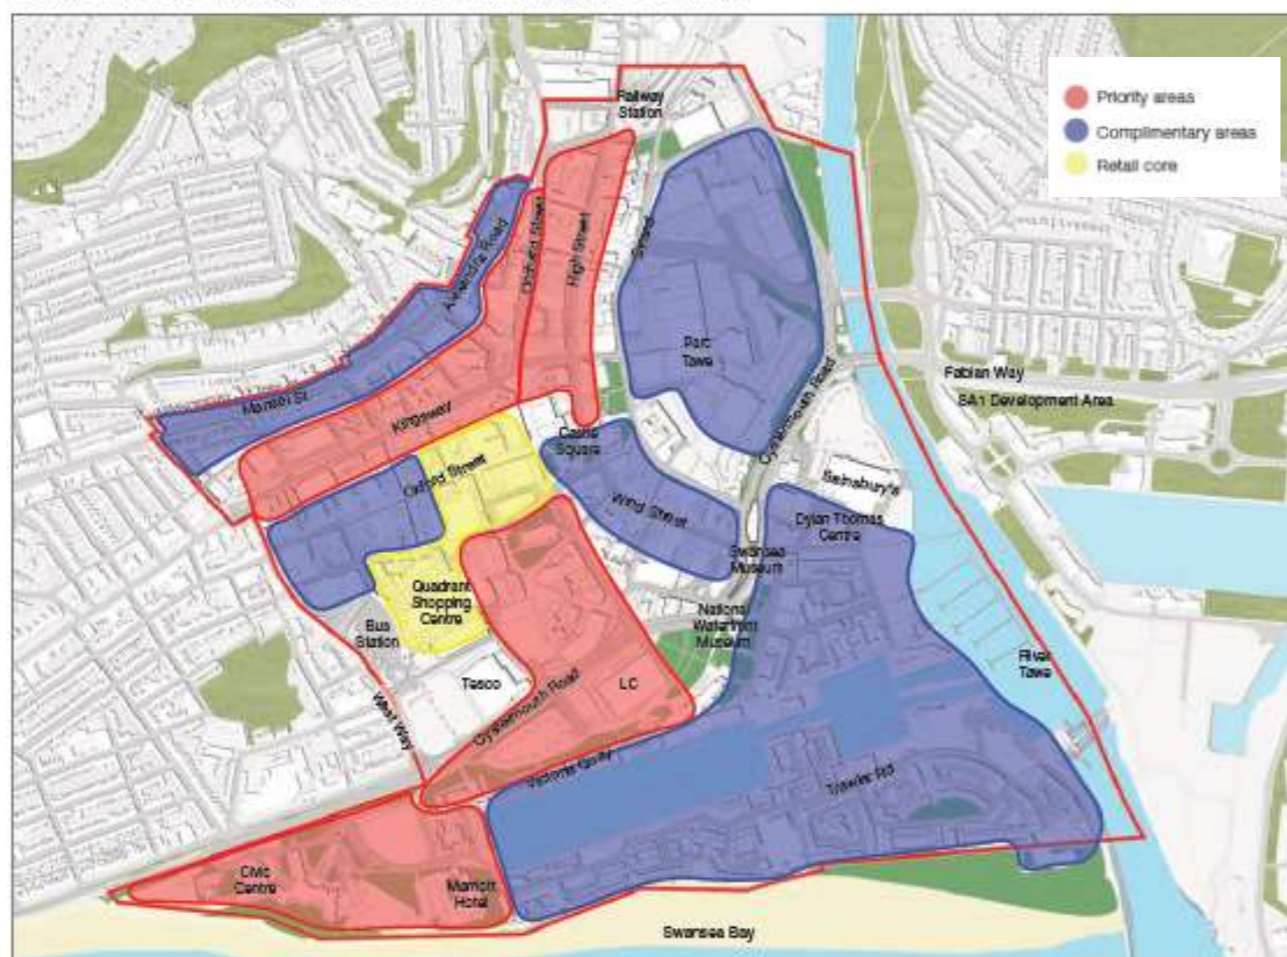 Priority areas
Complimentary areas
Retail core
Railway
Station
Alexandra Road
Orchard Street
High Street
Strand
Parc
Tawe
Fabian Way
SA1 Development Area
Mansel St
Kingsway
Castle
Square
Oxford Street
Oystermouth Road
Sainsbury's
Wind Street
Dylan Thomas
Centre
Swansea
Museum
Quadrant
Shopping
Centre
National
Waterfront
Museum
Bus
Station
River
Tawe
Tesco
LC
West Way
Oystermouth Road
Victoria Quay
Trawler Rd
Civic
Centre
Marriott
Hotel
Swansea Bay